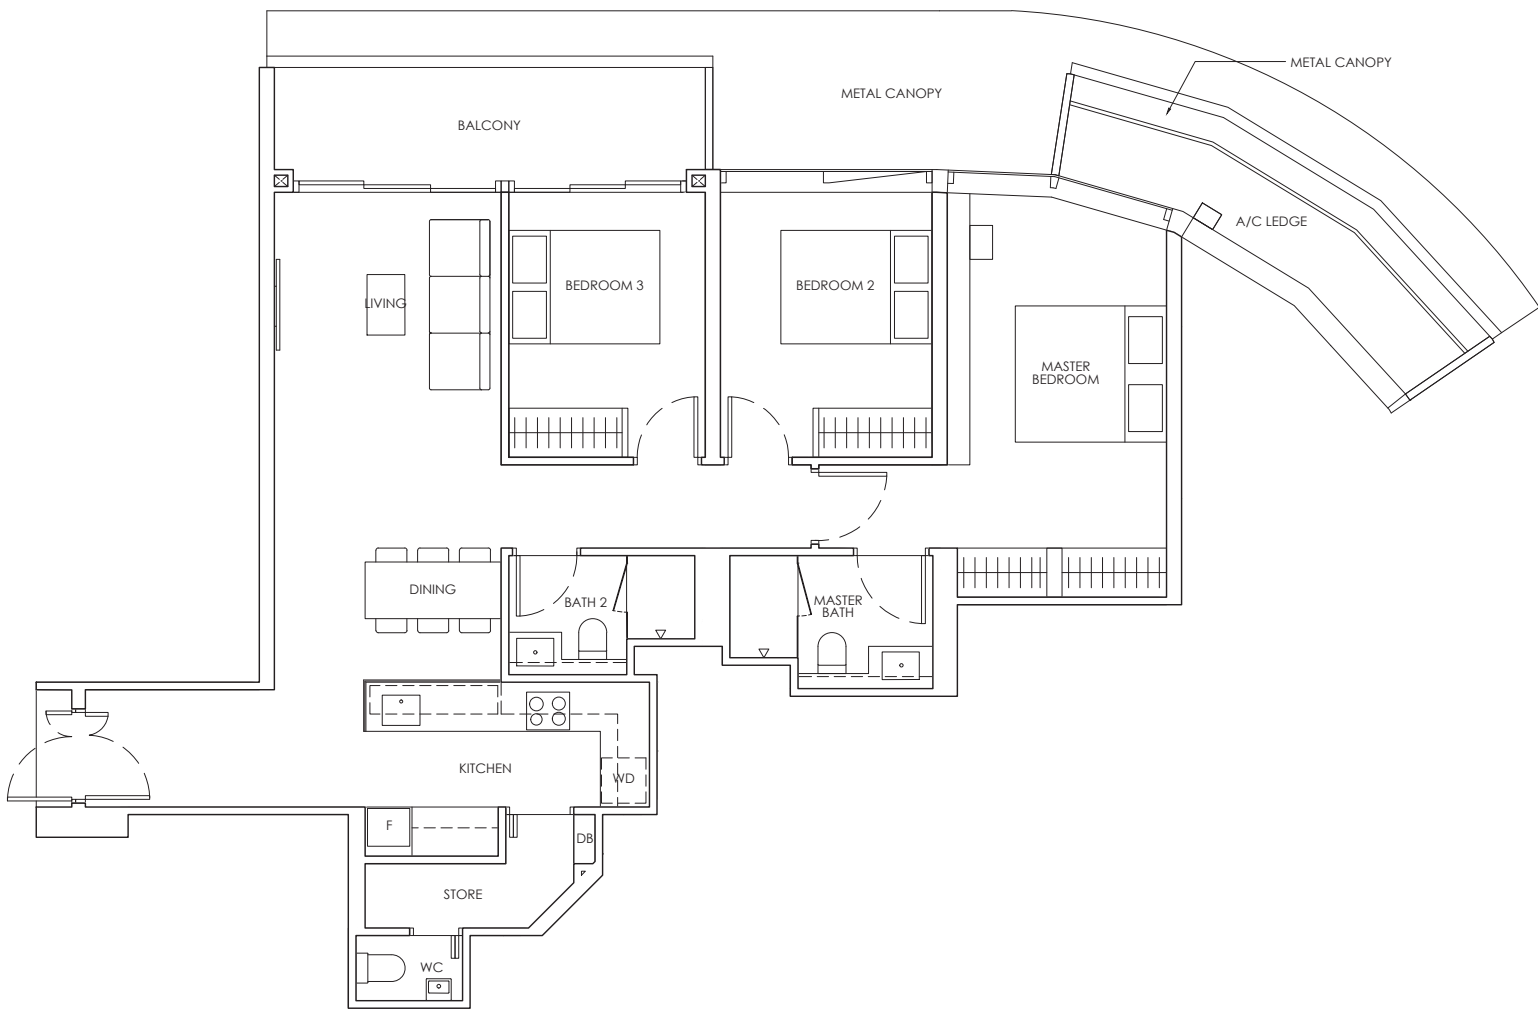 METAL CANOPY
METAL CANOPY
BALCONY
A/C LEDGE
LIVING
BEDROOM 3
BEDROOM 2
MASTER
BEDROOM
DINING
BATH 2
MASTER
BATH
KITCHEN
WD
F
DB
STORE
WC